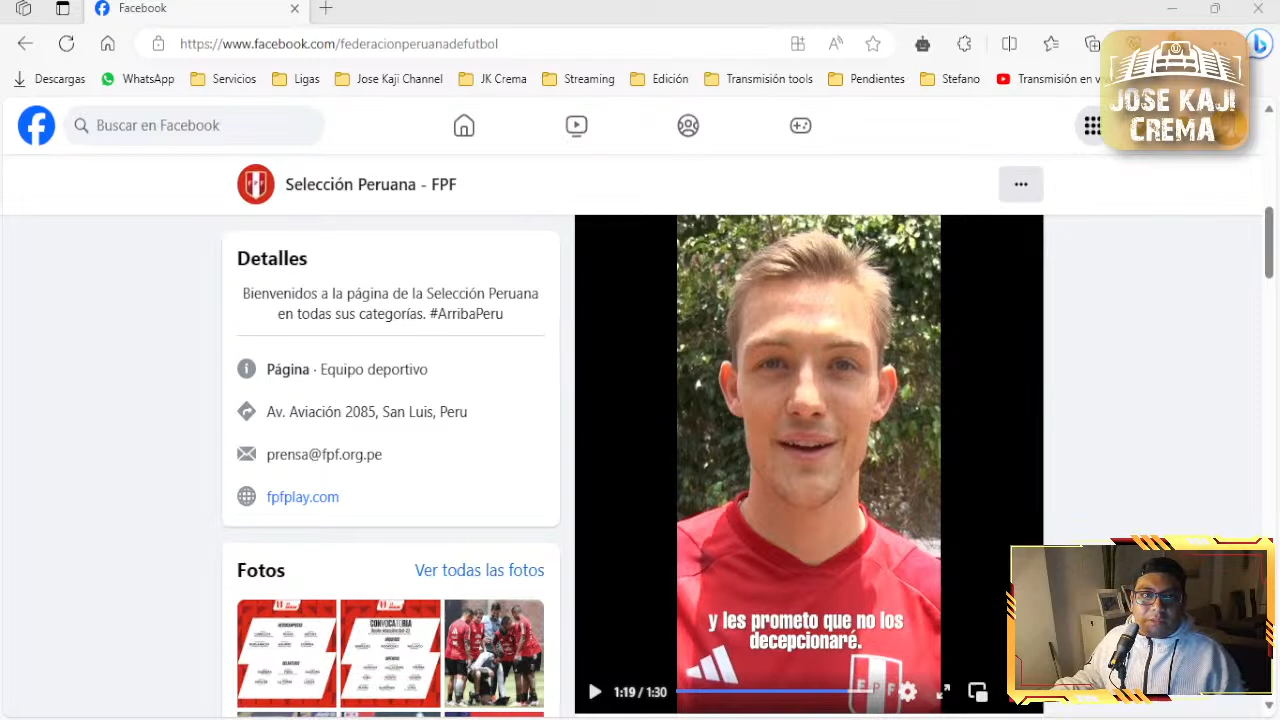 Facebook
https://www.facebook.com/federacionperuanadefutbol
Descargas
WhatsApp
Servicios
Ligas
Jose Kaji Channel
JK Crema
Streaming
Edición
Transmisión tools
Pendientes
Stefano
Transmisión en v
JOSE KAJI
CREMA
Buscar en Facebook
Selección Peruana - FPF
Detalles
Bienvenidos a la página de la Selección Peruana
en todas sus categorías. #ArribaPeru
Página · Equipo deportivo
Av. Aviación 2085, San Luis, Peru
prensa@fpf.org.pe
fpfplay.com
Fotos
Ver todas las fotos
CONVOCATORIA
y les prometo que no los
decepcionaré.
FPF
1:19 / 1:30